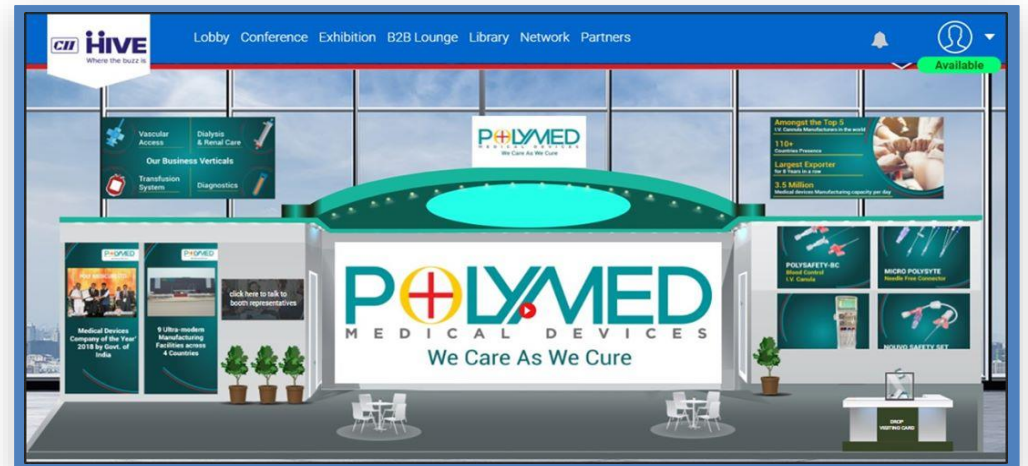 CII HIVE
Where the buzz is
Lobby Conference Exhibition B2B Lounge Library Network Partners
Available
Vascular Access
Dialysis & Renal Care
Our Business Verticals
Transfusion System
Diagnostics
POLYMED
MEDICAL DEVICES
We Care As We Cure
Amongst the Top 5
I.V. Cannula Manufacturers in the world
110+
Countries Presence
Largest Exporter
for 8 Years in a row
3.5 Million
Medical devices Manufacturing capacity per day
POLYMED
Medical Devices
Company of the Year'
2018 by Govt. of
India
POLYMED
9 Ultra-modern
Manufacturing
Facilities across
4 Countries
click here to talk to
booth representatives
POLYMED
MEDICAL DEVICES
We Care As We Cure
POLYSAFETY-BC
Blood Control
I.V. Canula
MICRO POLYSYTE
Needle Free Connector
NOUVO SAFETY SET
DROP
VISITING CARD